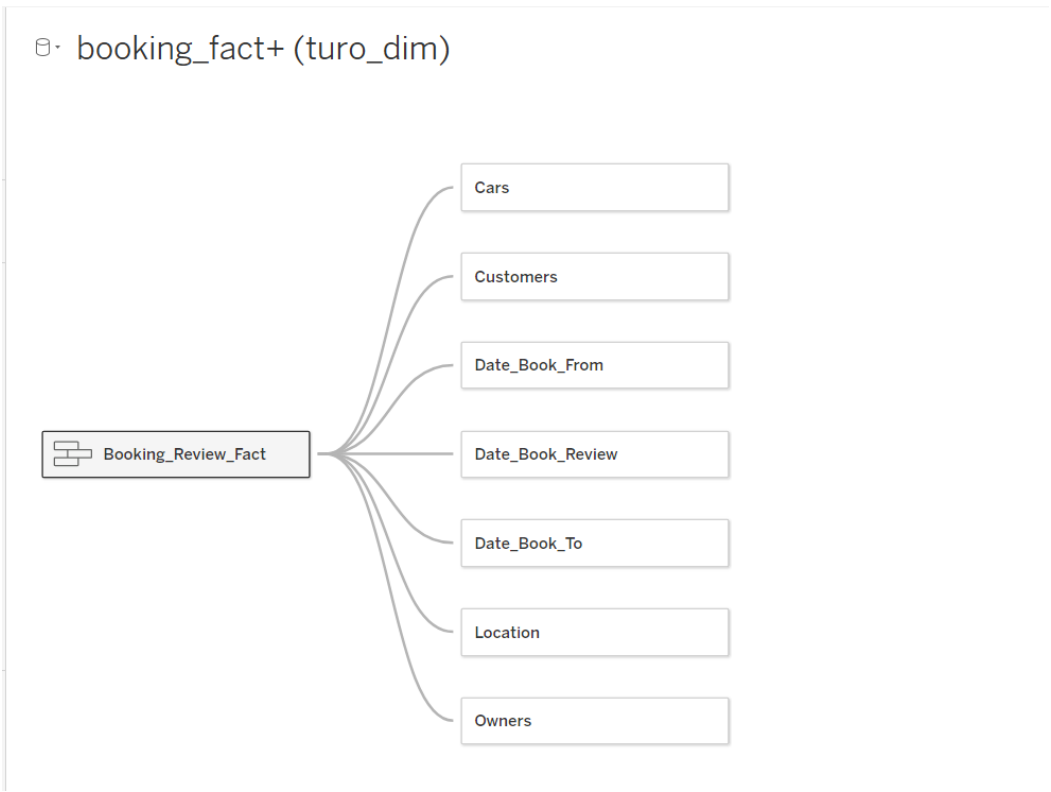 booking_fact+ (turo_dim)
Cars
Customers
Date_Book_From
Booking_Review_Fact
Date_Book_Review
Date_Book_To
Location
Owners